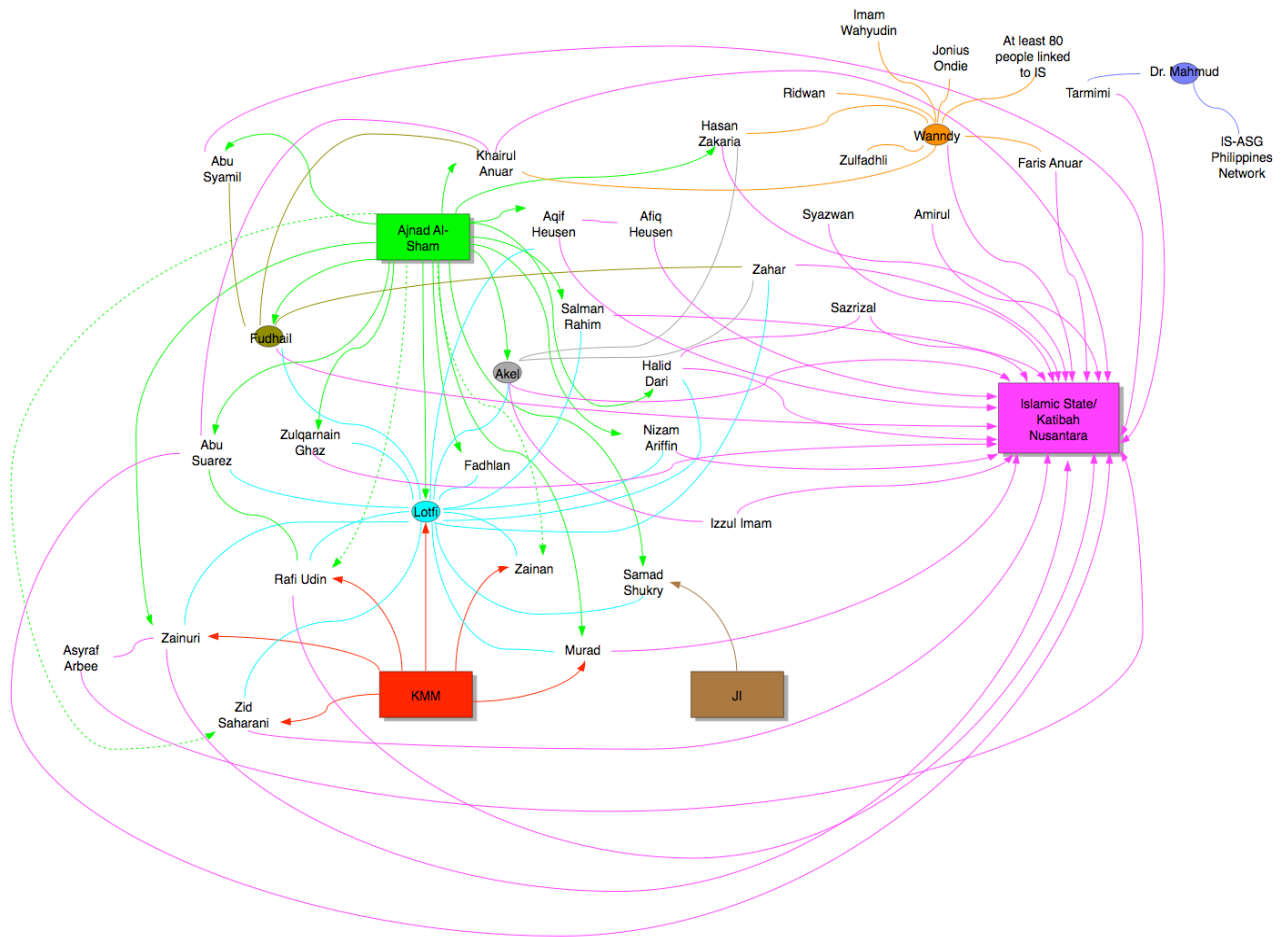 Imam
Wahyudin
Jonius
Ondie
At least 80
people linked
to IS
Dr. Mahmud
Tarmimi
Ridwan
Hasan
Zakaria
Wanndy
IS-ASG
Philippines
Network
Abu
Syamil
Khairul
Anuar
Zulfadhli
Faris Anuar
Ajnad Al-
Sham
Aqif
Heusen
Afiq
Heusen
Syazwan
Amirul
Zahar
Salman
Rahim
Sazrizal
Fudhail
Akel
Halid
Dari
Islamic State/
Katibah
Nusantara
Abu
Suarez
Zulqarnain
Ghaz
Nizam
Ariffin
Fadhlan
Lotfi
Izzul Imam
Rafi Udin
Zainan
Samad
Shukry
Asyraf
Arbee
Zainuri
Murad
KMM
JI
Zid
Saharani